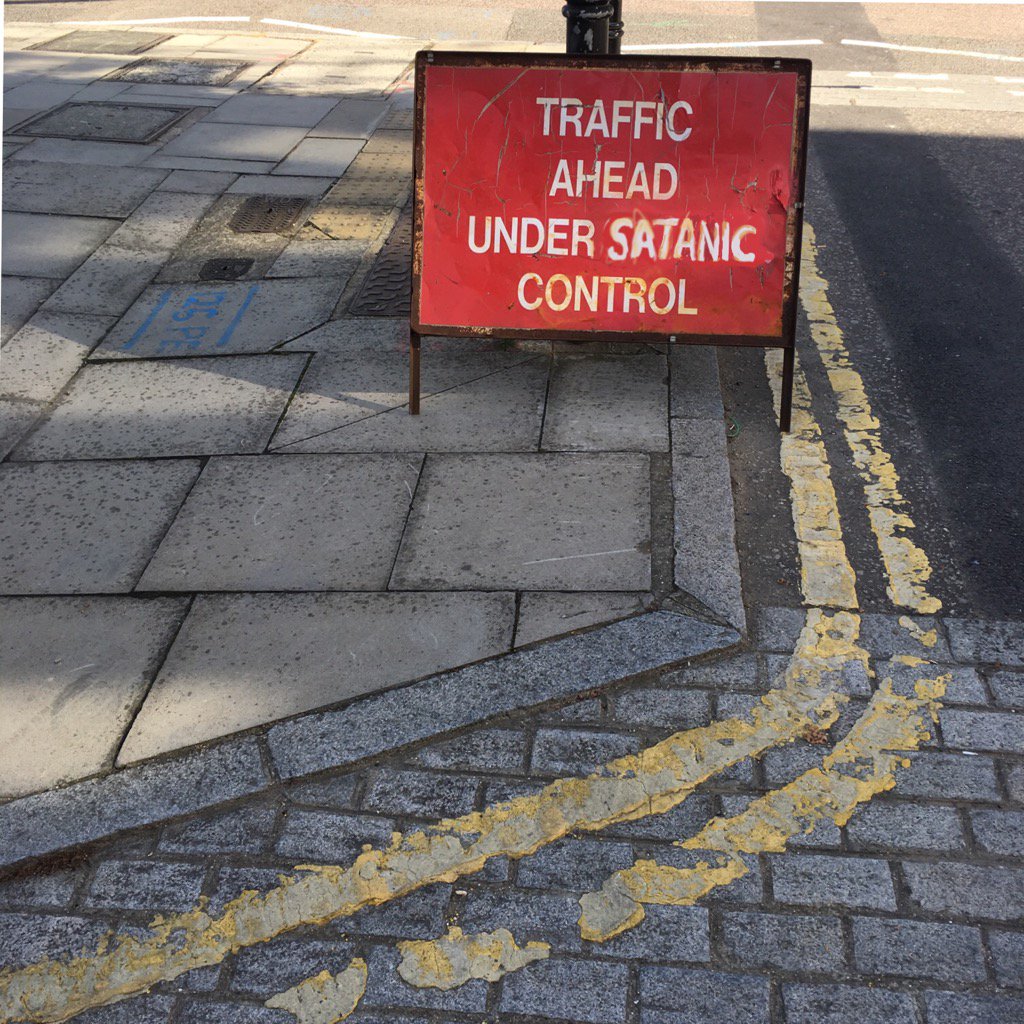 TRAFFIC
AHEAD
UNDER SATANIC
CONTROL